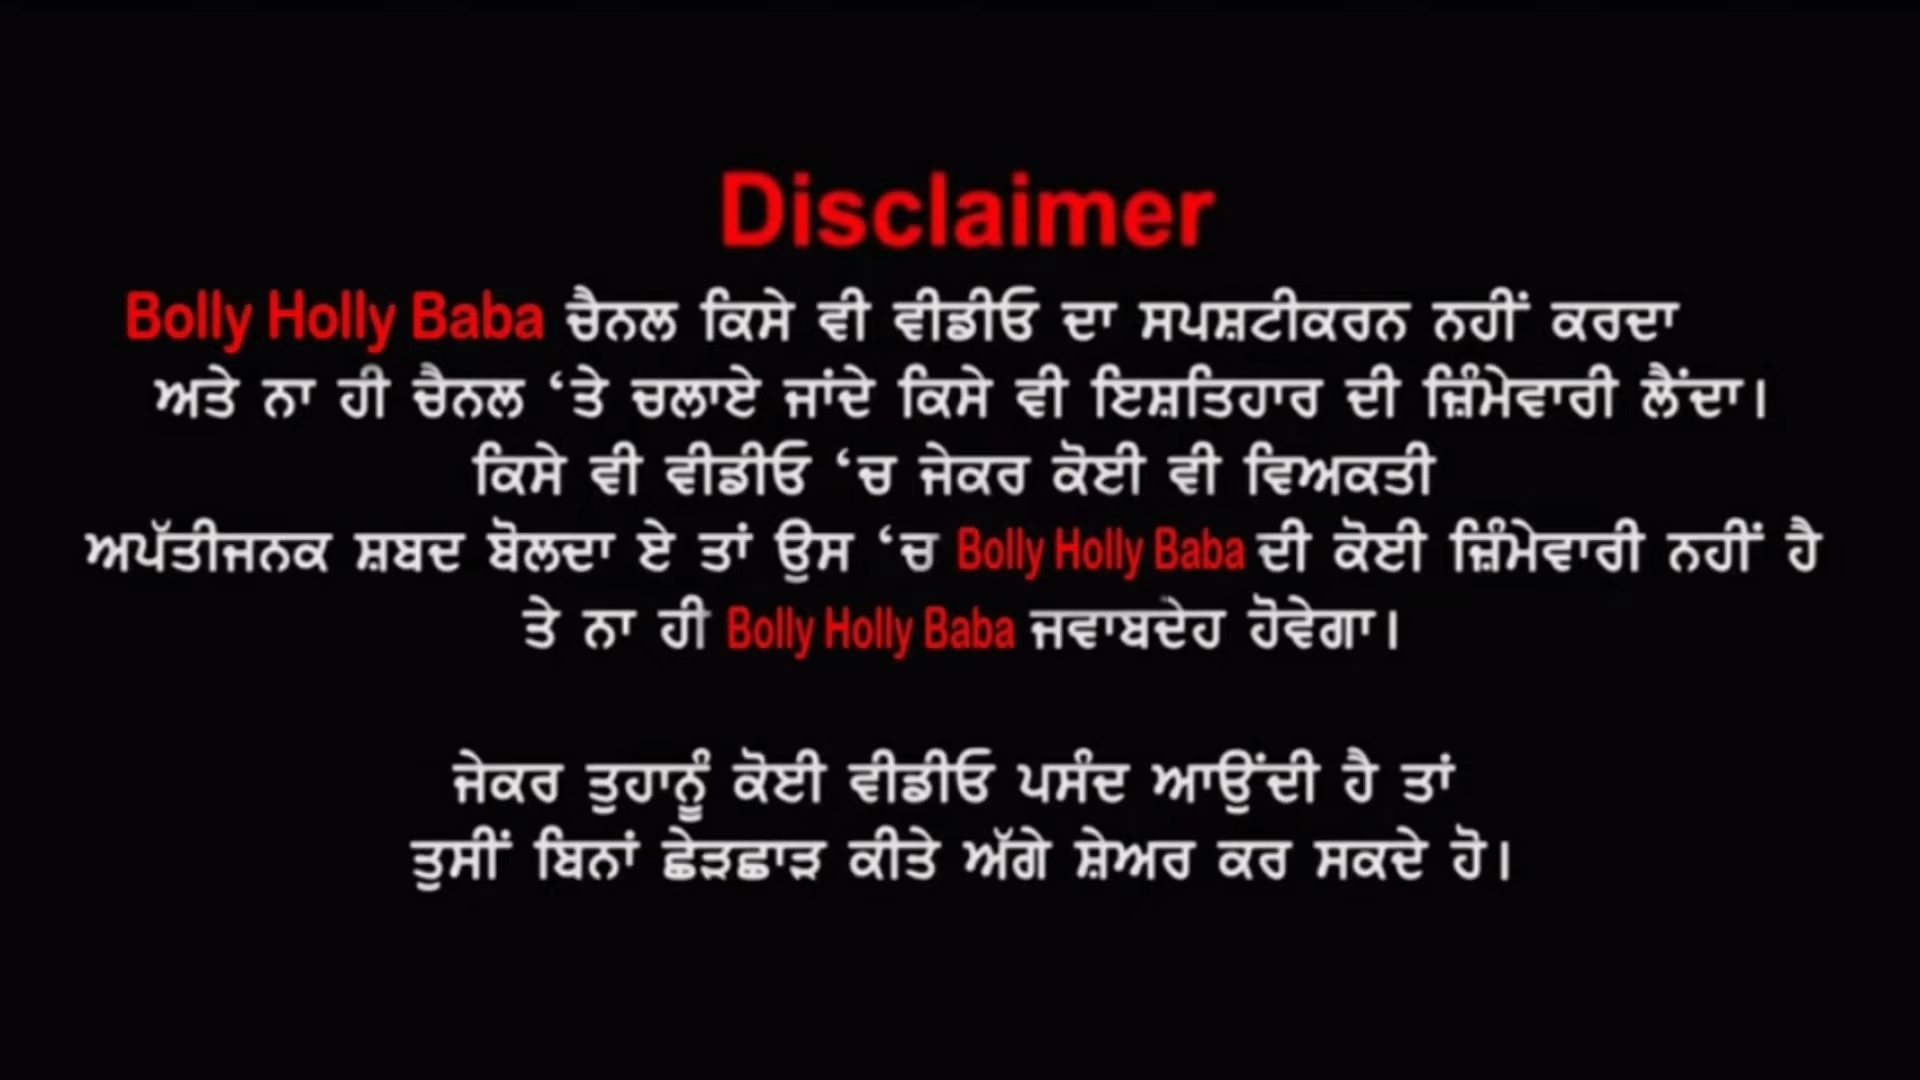 Disclaimer
Bolly Holly Baba ਚੈਨਲ ਕਿਸੇ ਵੀ ਵੀਡੀਓ ਦਾ ਸਪਸ਼ਟੀਕਰਨ ਨਹੀਂ ਕਰਦਾ
ਅਤੇ ਨਾ ਹੀ ਚੈਨਲ ‘ਤੇ ਚਲਾਏ ਜਾਂਦੇ ਕਿਸੇ ਵੀ ਇਸ਼ਤਿਹਾਰ ਦੀ ਜ਼ਿੰਮੇਵਾਰੀ ਲੈਂਦਾ।
ਕਿਸੇ ਵੀ ਵੀਡੀਓ ‘ਚ ਜੇਕਰ ਕੋਈ ਵੀ ਵਿਅਕਤੀ
ਅਪੱਤੀਜਨਕ ਸ਼ਬਦ ਬੋਲਦਾ ਏ ਤਾਂ ਉਸ ‘ਚ Bolly Holly Baba ਦੀ ਕੋਈ ਜ਼ਿੰਮੇਵਾਰੀ ਨਹੀਂ ਹੈ
ਤੇ ਨਾ ਹੀ Bolly Holly Baba ਜਵਾਬਦੇਹ ਹੋਵੇਗਾ।
ਜੇਕਰ ਤੁਹਾਨੂੰ ਕੋਈ ਵੀਡੀਓ ਪਸੰਦ ਆਉਂਦੀ ਹੈ ਤਾਂ
ਤੁਸੀਂ ਬਿਨਾਂ ਛੇੜਛਾੜ ਕੀਤੇ ਅੱਗੇ ਸ਼ੇਅਰ ਕਰ ਸਕਦੇ ਹੋ।